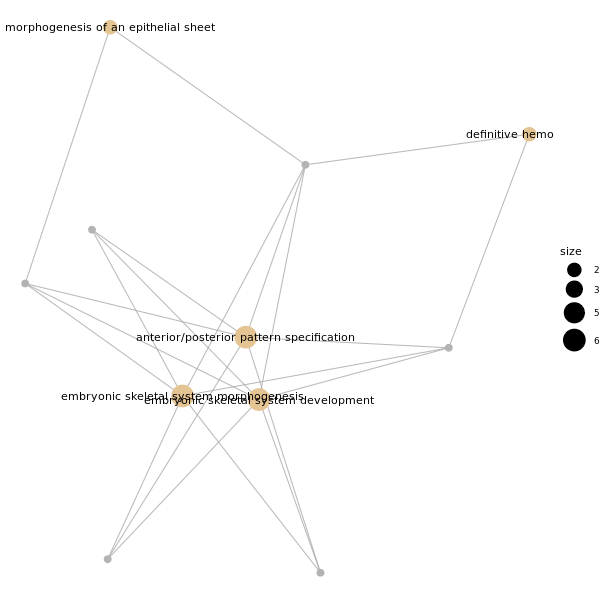 morphogenesis of an epithelial sheet
definitive hemo
size
2
3
5
6
anterior/posterior pattern specification
embryonic skeletal system morphogenesis
embryonic skeletal system development